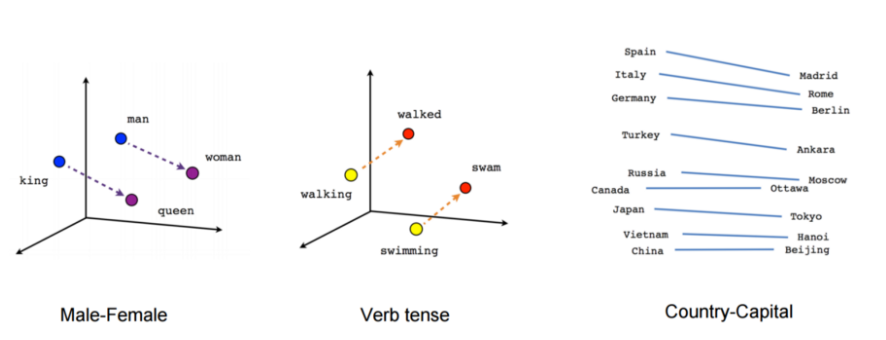 man
king
woman
queen
Male-Female
walked
walking
swam
swimming
Verb tense
Spain
Madrid
Italy
Rome
Germany
Berlin
Turkey
Ankara
Russia
Moscow
Canada
Ottawa
Japan
Tokyo
Vietnam
Hanoi
China
Beijing
Country-Capital